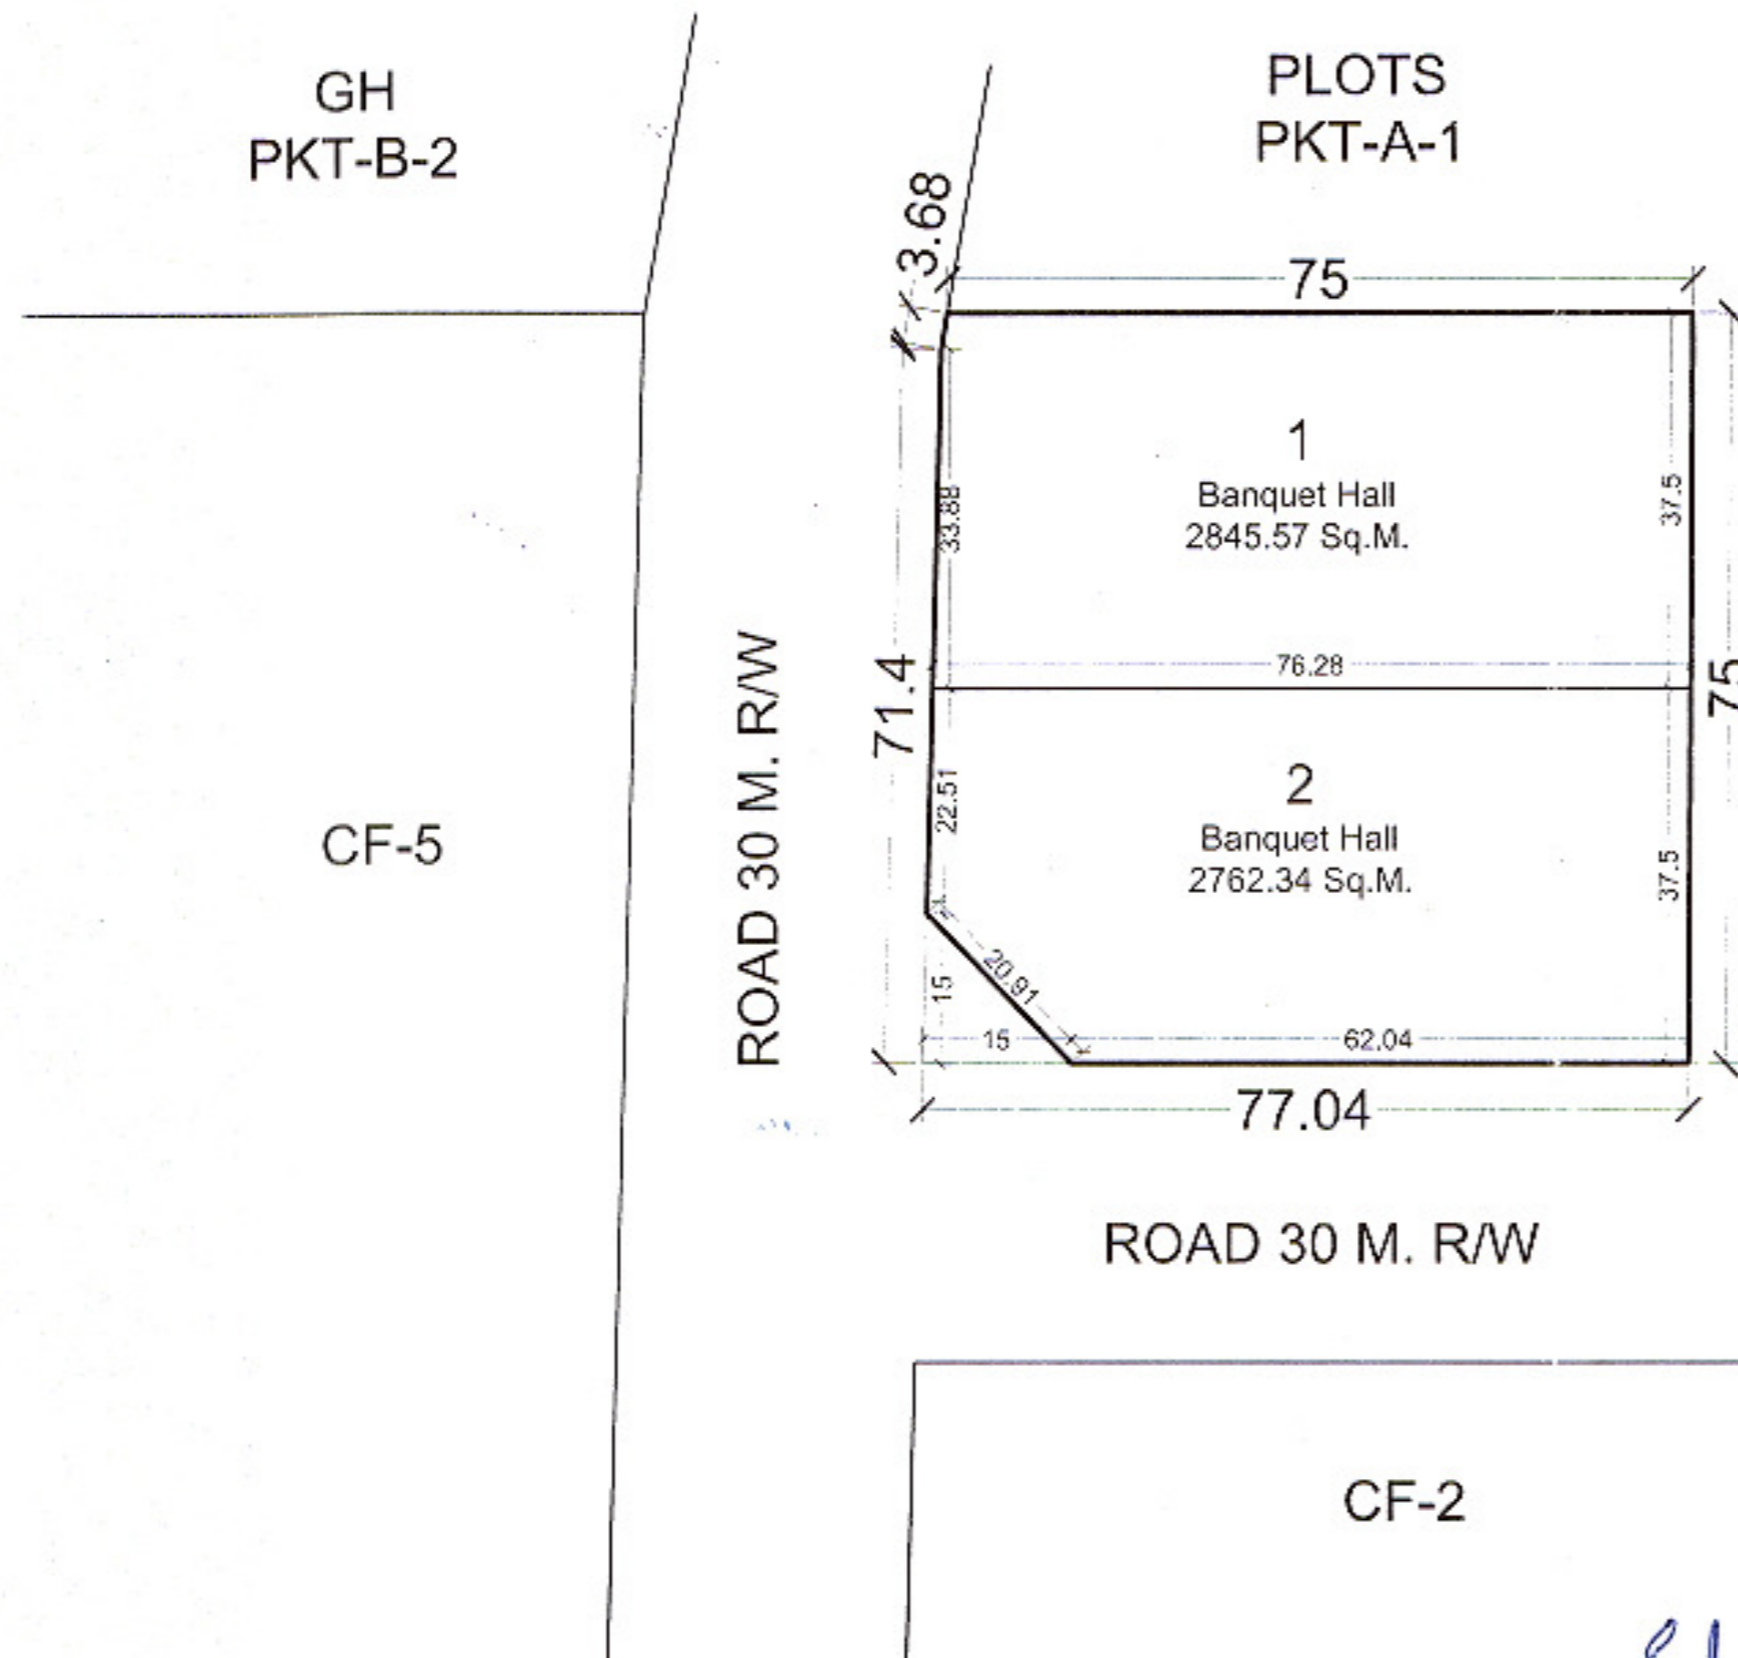 GH
PKT-B-2
PLOTS
PKT-A-1
3.68
75
1
Banquet Hall
2845.57 Sq.M.
33.88
37.5
76.28
71.4
75
2
Banquet Hall
2762.34 Sq.M.
22.51
37.5
20.91
15
15
62.04
77.04
CF-5
ROAD 30 M. R/W
ROAD 30 M. R/W
CF-2